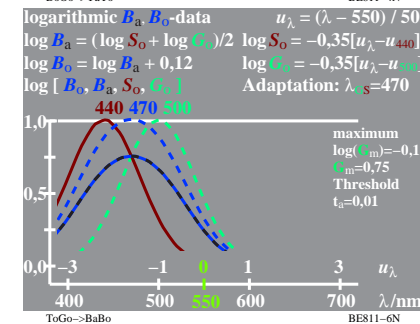 logarithmic Ba, Bo-data uλ = (λ – 550) / 50
log Ba = ( log So + log Go )/2 log So = –0,35[uλ–u440]
log Bo = log Ba + 0,12 log Go = –0,35[uλ–u500]
log [ Bo, Ba, So, Go ] Adaptation: λGS=470
440 470 500
1,0
maximum
log(Gm)=–0,1
Gm=0,75
0,5
Threshold
ta=0,01
0,0 –3 –1 0 1 3 uλ
400 500 550 600 700 λ/nm
ToGo–>BaBo BE811–6N